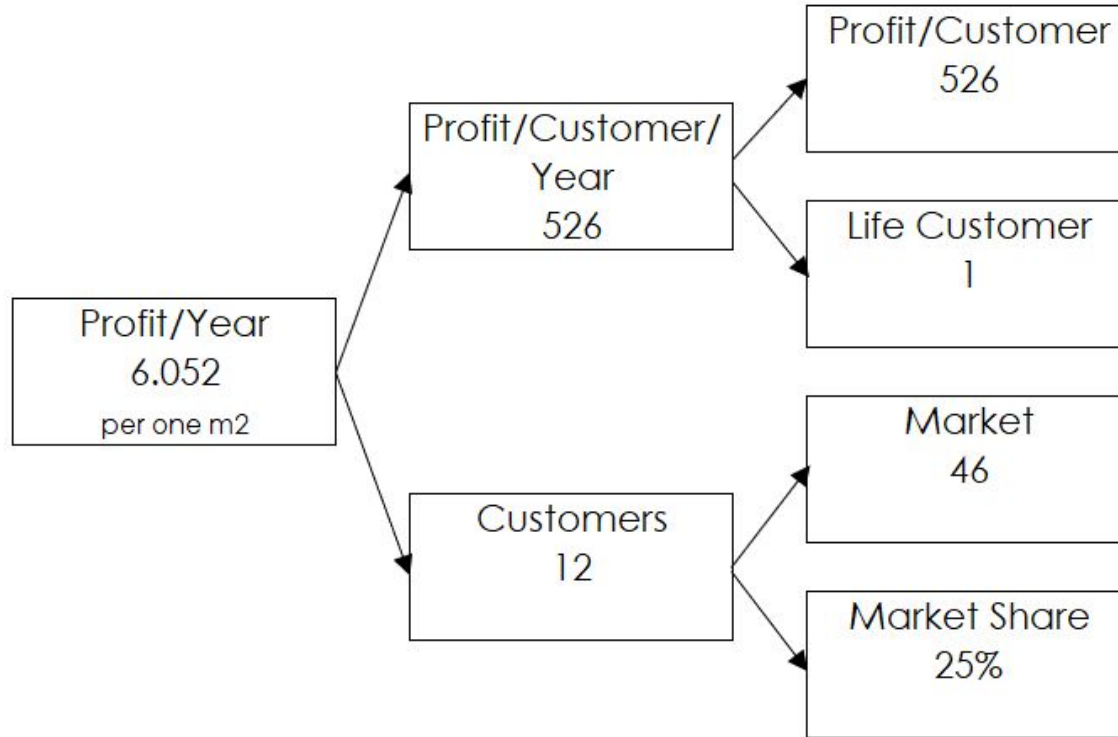 Profit/Year
6.052
per one m2
Profit/Customer/
Year
526
Customers
12
Profit/Customer
526
Life Customer
1
Market
46
Market Share
25%